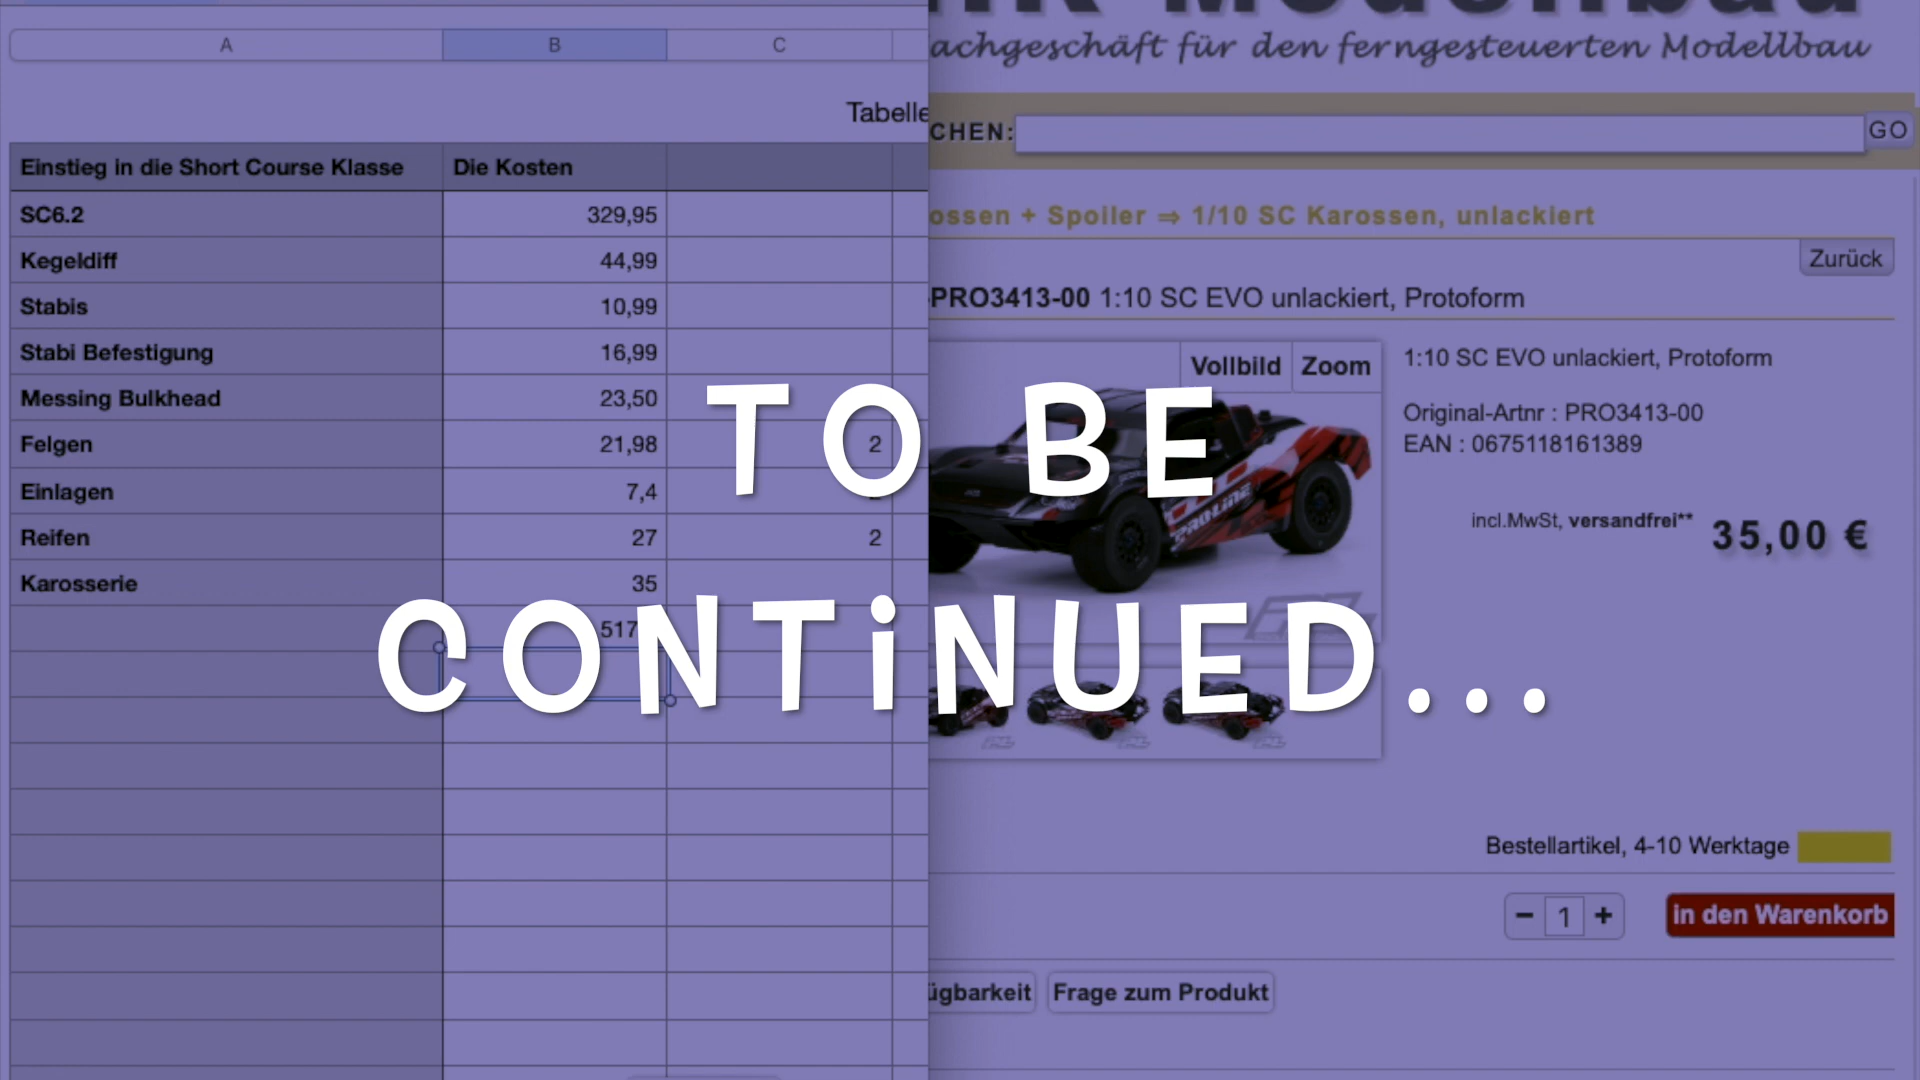 A B C
Tabelle
Einstieg in die Short Course Klasse Die Kosten
SC6.2 329,95
Kegeldiff 44,99
Stabis 10,99
Stabi Befestigung 16,99
Messing Bulkhead 23,50
Felgen 21,98 2
Einlagen 7,4
Reifen 27 2
Karosserie 35
517
achgeschäft für den ferngesteuerten Modellbau
CHEN: GO
ossen + Spoiler ⇒ 1/10 SC Karossen, unlackiert
Zurück
PRO3413-00 1:10 SC EVO unlackiert, Protoform
Vollbild Zoom
1:10 SC EVO unlackiert, Protoform
Original-Artnr : PRO3413-00
EAN : 0675118161389
PRO-LINE
incl.MwSt, versandfrei** 35,00 €
Bestellartikel, 4-10 Werktage
- 1 + in den Warenkorb
ügbarkeit Frage zum Produkt
TO BE
CONTiNUED...